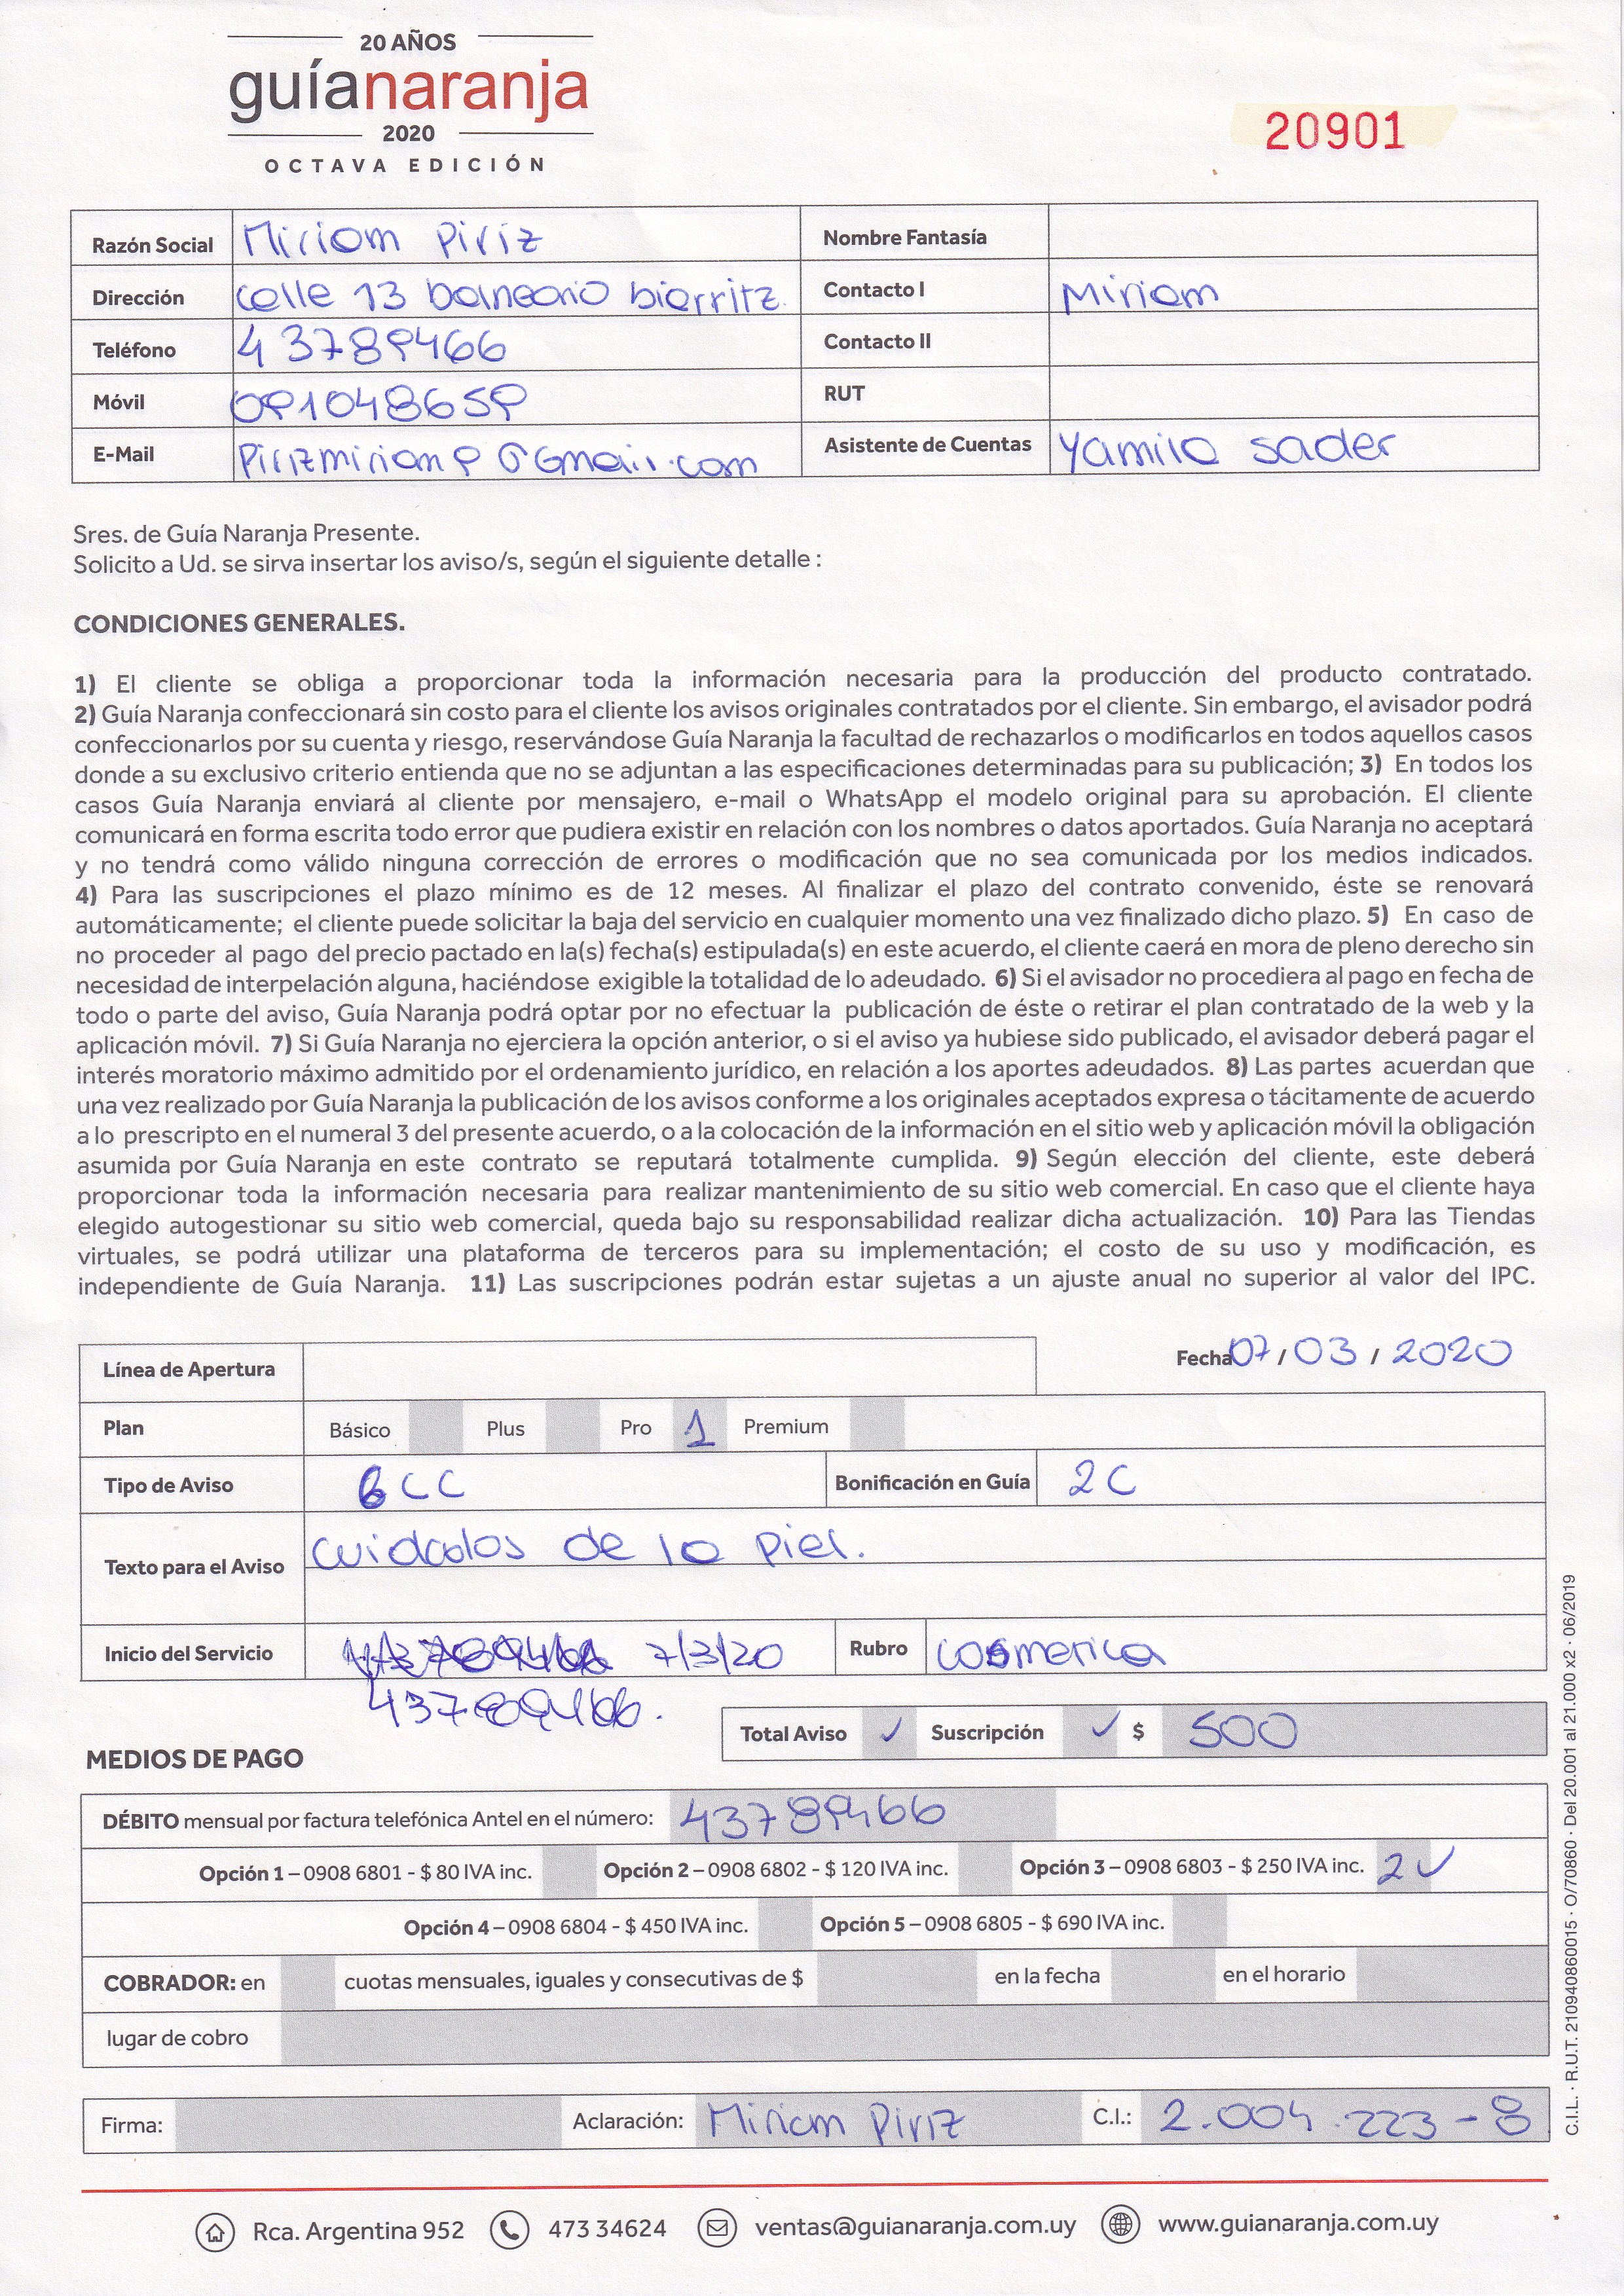 20 AÑOS
guíanaranja
2020
OCTAVA EDICIÓN
20901
Razón Social Miriam Piriz Nombre Fantasía
Dirección calle 13 balneario biarritz. Contacto I Miriam
Teléfono 43789466 Contacto II
Móvil 091048659 RUT
E-Mail Pirizmiriam9@Gmail.com Asistente de Cuentas Yamila Sader
Sres. de Guía Naranja Presente.
Solicito a Ud. se sirva insertar los aviso/s, según el siguiente detalle :
CONDICIONES GENERALES.
1) El cliente se obliga a proporcionar toda la información necesaria para la producción del producto contratado.
2) Guía Naranja confeccionará sin costo para el cliente los avisos originales contratados por el cliente. Sin embargo, el avisador podrá
confeccionarlos por su cuenta y riesgo, reservándose Guía Naranja la facultad de rechazarlos o modificarlos en todos aquellos casos
donde a su exclusivo criterio entienda que no se adjuntan a las especificaciones determinadas para su publicación; 3) En todos los
casos Guía Naranja enviará al cliente por mensajero, e-mail o WhatsApp el modelo original para su aprobación. El cliente
comunicará en forma escrita todo error que pudiera existir en relación con los nombres o datos aportados. Guía Naranja no aceptará
y no tendrá como válido ninguna corrección de errores o modificación que no sea comunicada por los medios indicados.
4) Para las suscripciones el plazo mínimo es de 12 meses. Al finalizar el plazo del contrato convenido, éste se renovará
automáticamente; el cliente puede solicitar la baja del servicio en cualquier momento una vez finalizado dicho plazo. 5) En caso de
no proceder al pago del precio pactado en la(s) fecha(s) estipulada(s) en este acuerdo, el cliente caerá en mora de pleno derecho sin
necesidad de interpelación alguna, haciéndose exigible la totalidad de lo adeudado. 6) Si el avisador no procediera al pago en fecha de
todo o parte del aviso, Guía Naranja podrá optar por no efectuar la publicación de éste o retirar el plan contratado de la web y la
aplicación móvil. 7) Si Guía Naranja no ejerciera la opción anterior, o si el aviso ya hubiese sido publicado, el avisador deberá pagar el
interés moratorio máximo admitido por el ordenamiento jurídico, en relación a los aportes adeudados. 8) Las partes acuerdan que
una vez realizado por Guía Naranja la publicación de los avisos conforme a los originales aceptados expresa o tácitamente de acuerdo
a lo prescripto en el numeral 3 del presente acuerdo, o a la colocación de la información en el sitio web y aplicación móvil la obligación
asumida por Guía Naranja en este contrato se reputará totalmente cumplida. 9) Según elección del cliente, este deberá
proporcionar toda la información necesaria para realizar mantenimiento de su sitio web comercial. En caso que el cliente haya
elegido autogestionar su sitio web comercial, queda bajo su responsabilidad realizar dicha actualización. 10) Para las Tiendas
virtuales, se podrá utilizar una plataforma de terceros para su implementación; el costo de su uso y modificación, es
independiente de Guía Naranja. 11) Las suscripciones podrán estar sujetas a un ajuste anual no superior al valor del IPC.
Línea de Apertura Fecha 07 / 03 / 2020
Plan Básico Plus Pro 1 Premium
Tipo de Aviso 6CC Bonificación en Guía 2C
Texto para el Aviso cuidados de la piel.
Inicio del Servicio 7/3/20 Rubro cosmetica
43789466.
Total Aviso ✓ Suscripción ✓ $ 500
MEDIOS DE PAGO
DÉBITO mensual por factura telefónica Antel en el número: 43789466
Opción 1 – 0908 6801 - $ 80 IVA inc. Opción 2 – 0908 6802 - $ 120 IVA inc. Opción 3 – 0908 6803 - $ 250 IVA inc. 2 ✓
Opción 4 – 0908 6804 - $ 450 IVA inc. Opción 5 – 0908 6805 - $ 690 IVA inc.
COBRADOR: en cuotas mensuales, iguales y consecutivas de $ en la fecha en el horario
lugar de cobro
Firma: Aclaración: Miriam Piriz C.I.: 2.004.223-8
Rca. Argentina 952 473 34624 ventas@guianaranja.com.uy www.guianaranja.com.uy
C.I.L. · R.U.T. 210940860015 · O/70860 · Del 20.001 al 21.000 x2 · 06/2019